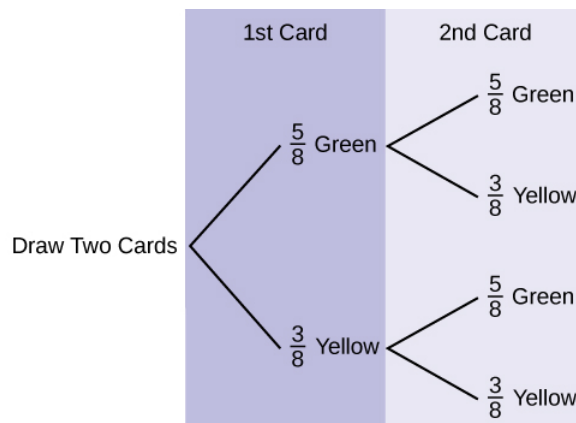 1st Card
2nd Card
5/8 Green
5/8 Green
3/8 Yellow
Draw Two Cards
3/8 Yellow
5/8 Green
3/8 Yellow